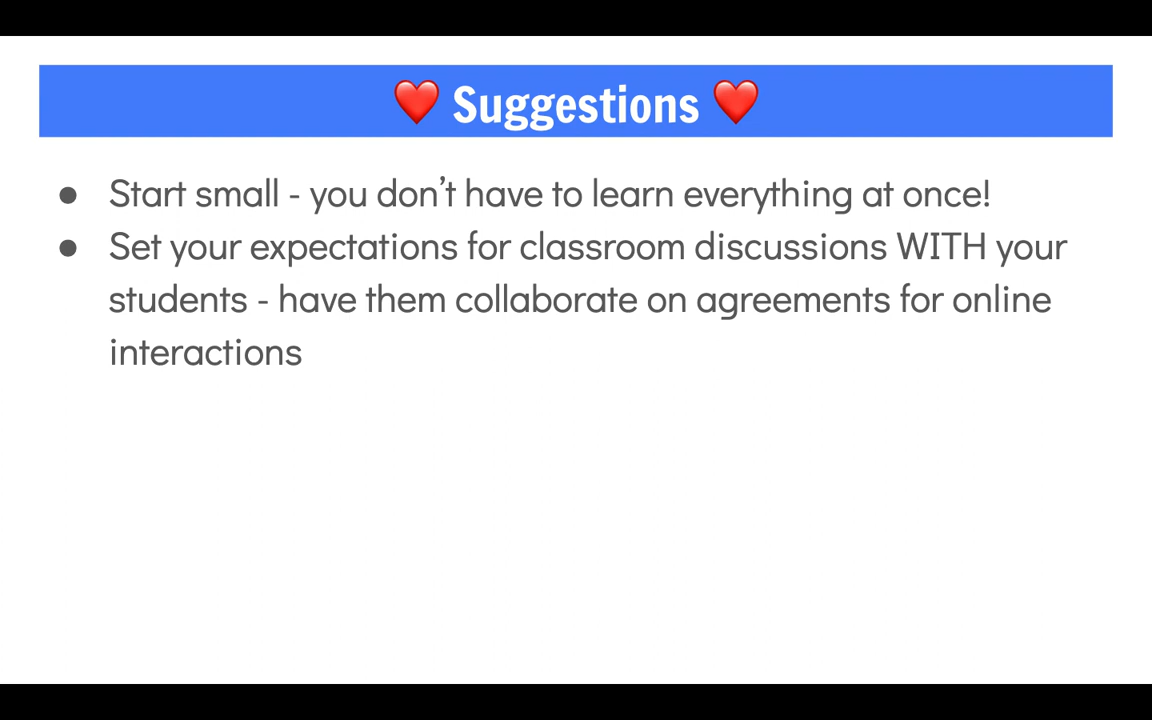 ❤️ Suggestions ❤️
● Start small - you don’t have to learn everything at once!
● Set your expectations for classroom discussions WITH your
students - have them collaborate on agreements for online
interactions